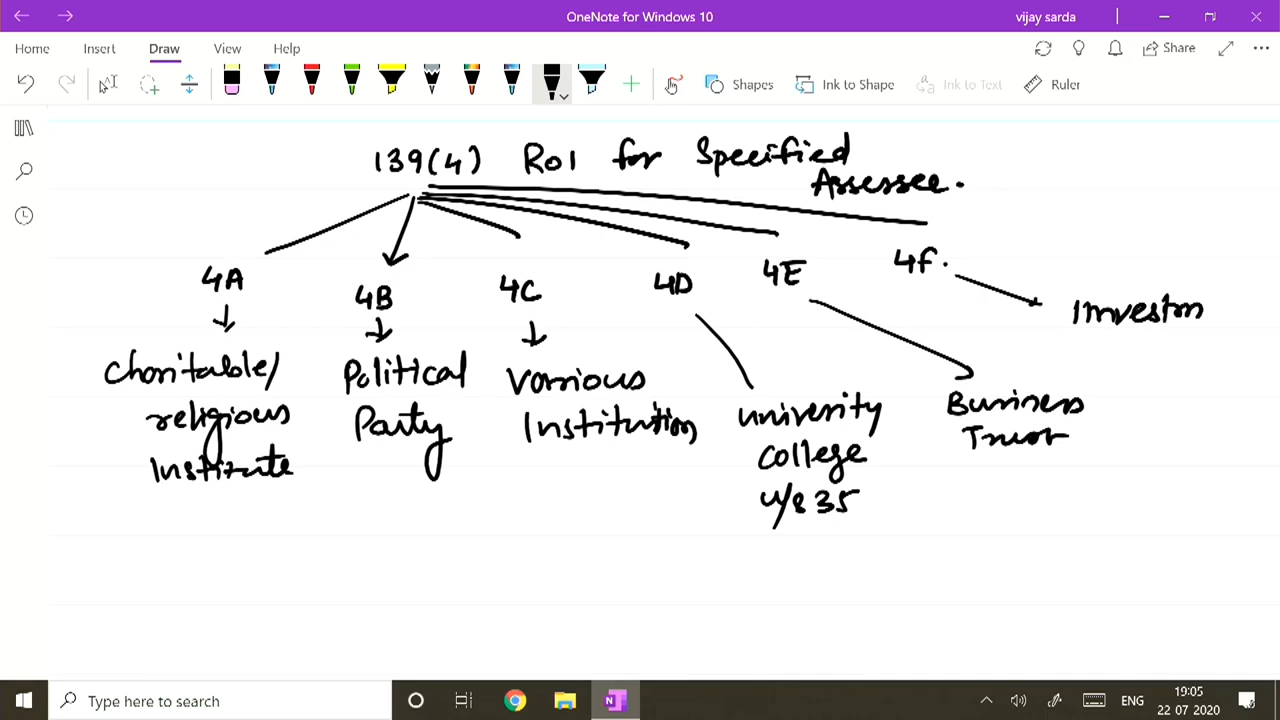 OneNote for Windows 10
vijay sarda
Home Insert Draw View Help
Share
Shapes Ink to Shape Ink to Text Ruler
139(4) RoI for Specified
Assessee.
4A 4B 4C 4D 4E 4F.
Charitable/
religious
Institute
Political
Party
Various
Institution
University
College
u/s 35
Business
Trust
Investm
Type here to search
ENG
19:05
22-07-2020